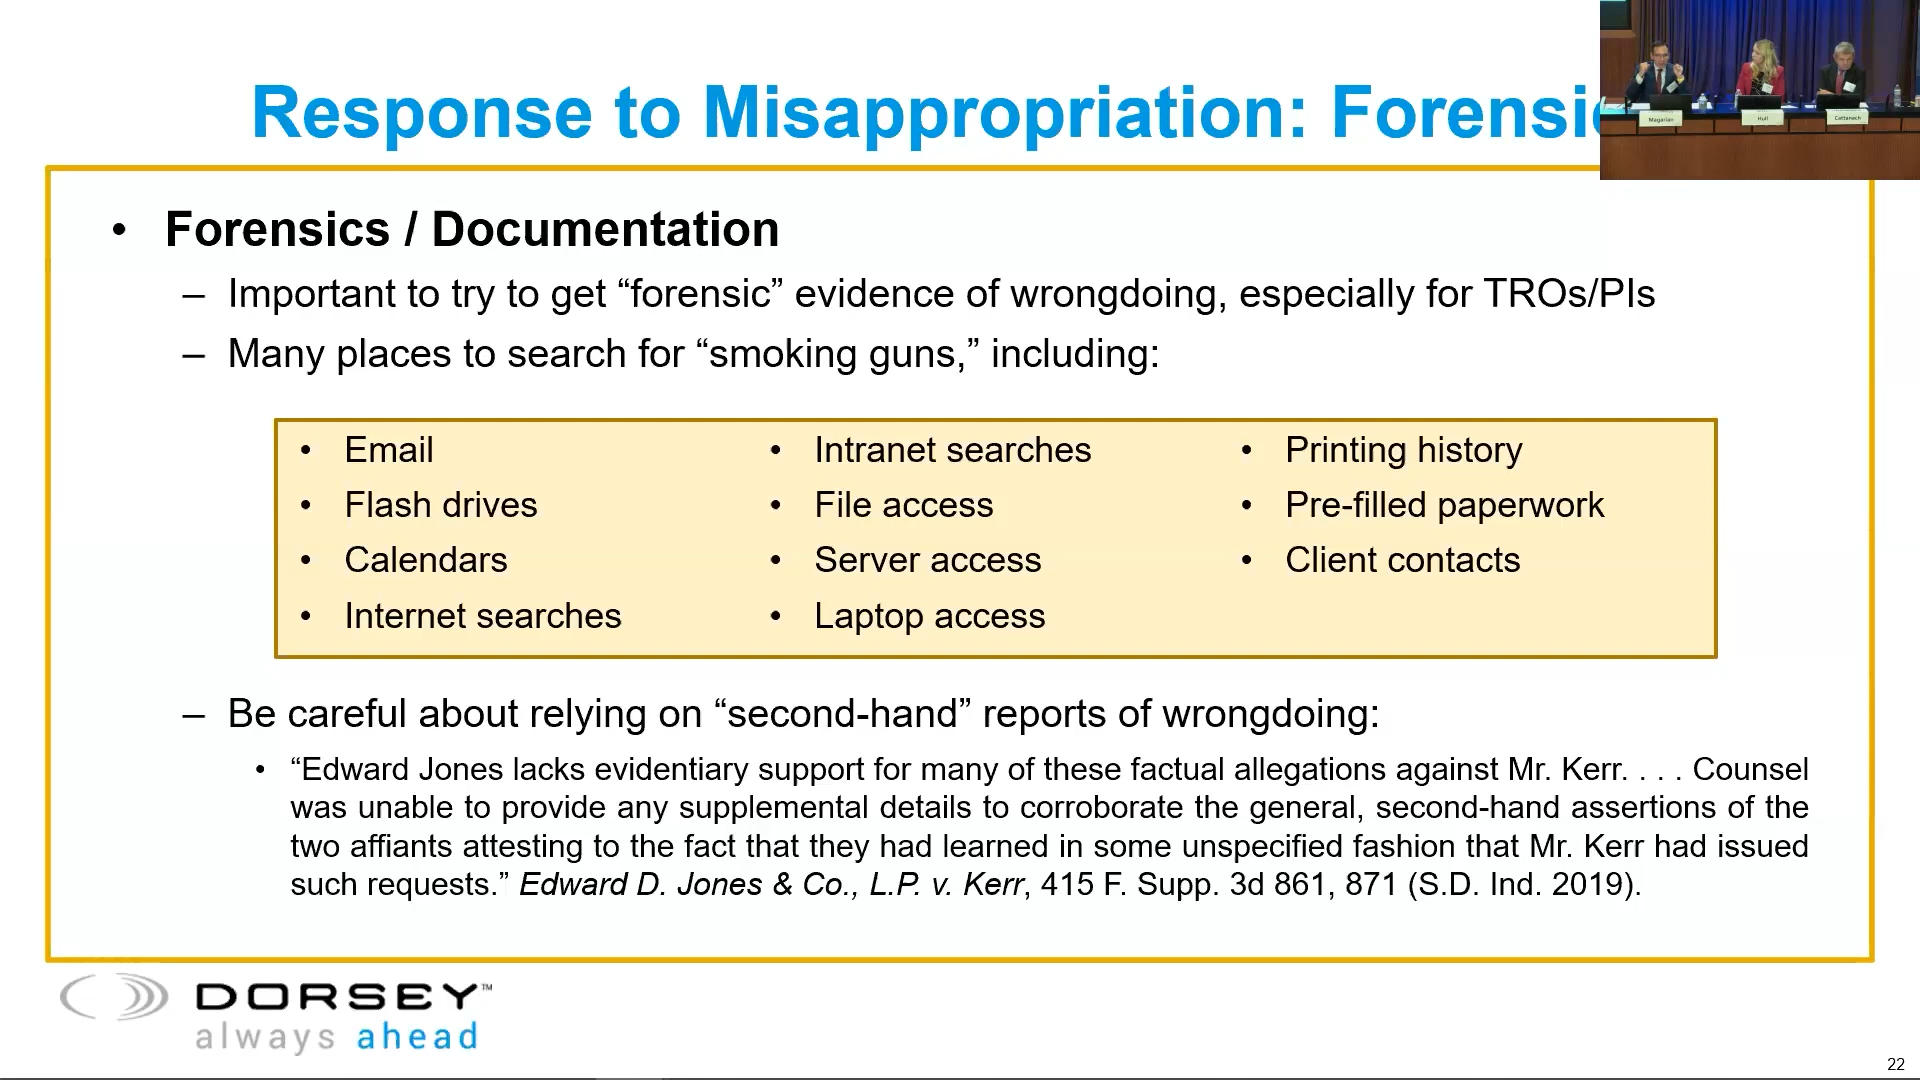 Response to Misappropriation: Forensi
• Forensics / Documentation
– Important to try to get “forensic” evidence of wrongdoing, especially for TROs/PIs
– Many places to search for “smoking guns,” including:
• Email
• Flash drives
• Calendars
• Internet searches
• Intranet searches
• File access
• Server access
• Laptop access
• Printing history
• Pre-filled paperwork
• Client contacts
– Be careful about relying on “second-hand” reports of wrongdoing:
• “Edward Jones lacks evidentiary support for many of these factual allegations against Mr. Kerr. . . . Counsel
was unable to provide any supplemental details to corroborate the general, second-hand assertions of the
two affiants attesting to the fact that they had learned in some unspecified fashion that Mr. Kerr had issued
such requests.” Edward D. Jones & Co., L.P. v. Kerr, 415 F. Supp. 3d 861, 871 (S.D. Ind. 2019).
DORSEY™
always ahead
22
Magarian
Hull
Cattanach